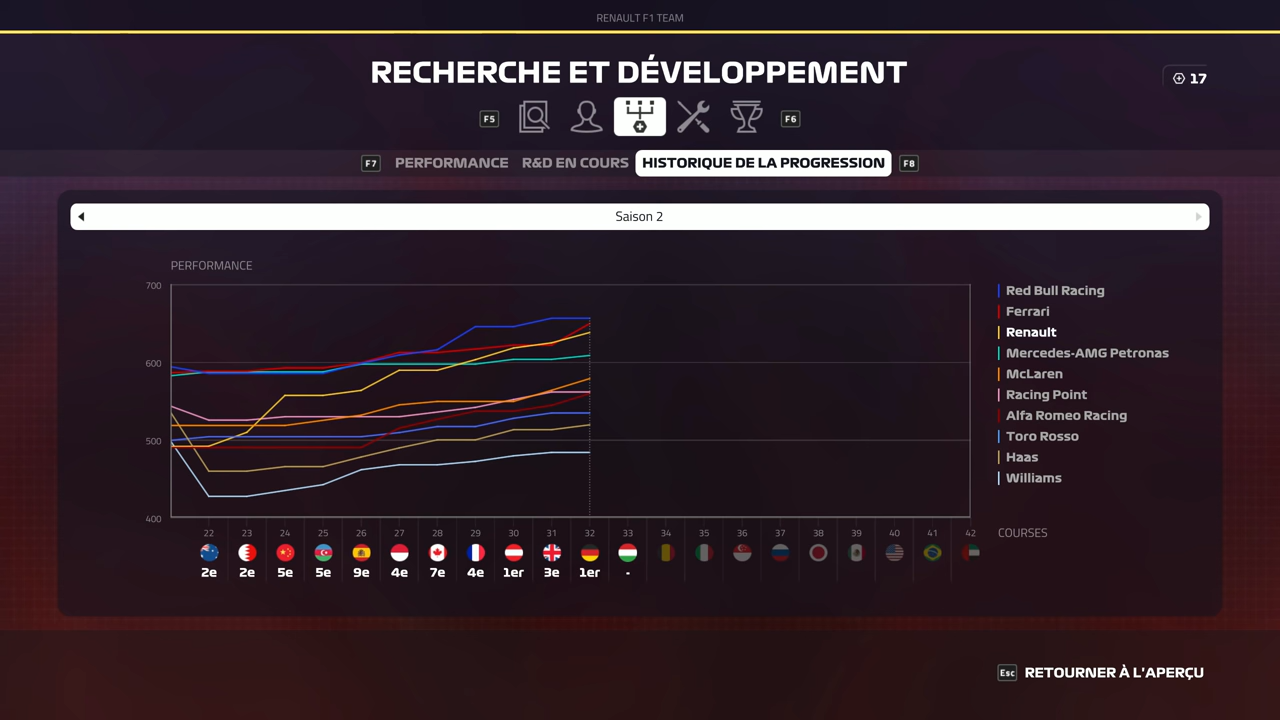 RENAULT F1 TEAM
RECHERCHE ET DÉVELOPPEMENT
17
F5
F6
F7 PERFORMANCE R&D EN COURS HISTORIQUE DE LA PROGRESSION F8
Saison 2
PERFORMANCE
700
600
500
400
Red Bull Racing
Ferrari
Renault
Mercedes-AMG Petronas
McLaren
Racing Point
Alfa Romeo Racing
Toro Rosso
Haas
Williams
22 23 24 25 26 27 28 29 30 31 32 33 34 35 36 37 38 39 40 41 42 COURSES
2e 2e 5e 5e 9e 4e 7e 4e 1er 3e 1er -
Esc RETOURNER À L'APERÇU